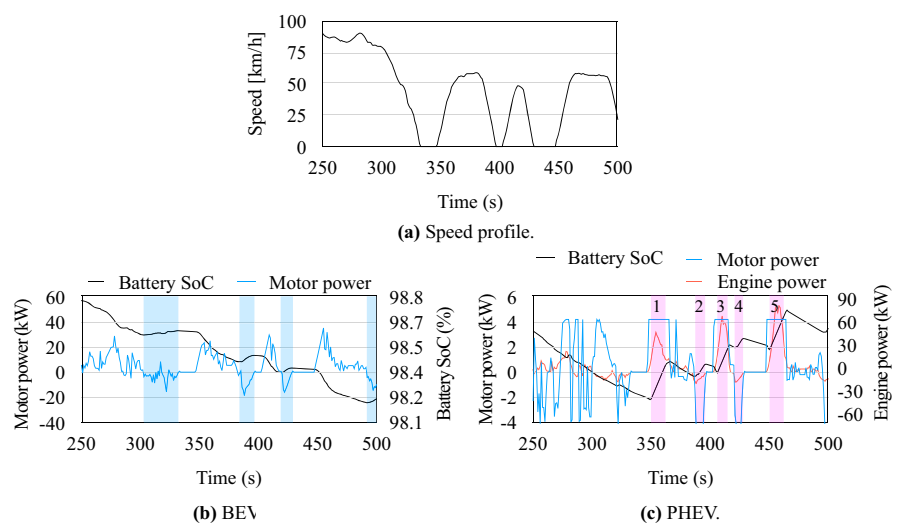 100
75
50
25
0
Speed [km/h]
250 300 350 400 450 500
Time (s)
(a) Speed profile.
Battery SoC Motor power
60
40
20
0
-20
-40
Motor power (kW)
98.8
98.7
98.5
98.4
98.2
98.1
Battery SoC (%)
250 300 350 400 450 500
Time (s)
(b) BEV
Battery SoC Motor power
Engine power
6
4
2
0
-2
-4
Motor power (kW)
1 2 3 4 5
90
60
30
0
-30
-60
Engine power (kW)
250 300 350 400 450 500
Time (s)
(c) PHEV.